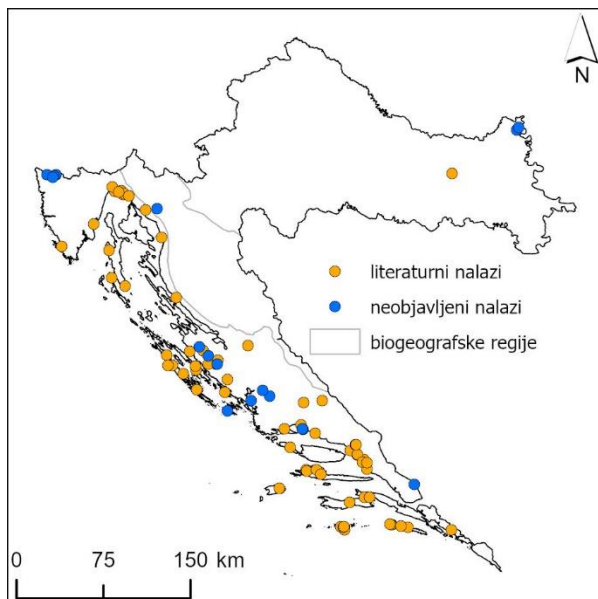 N
literaturni nalazi
neobjavljeni nalazi
biogeografske regije
0 75 150 km